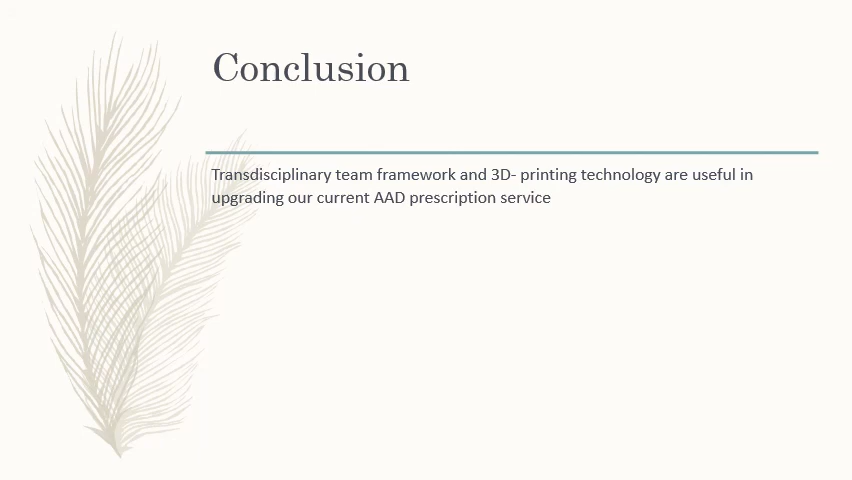 Conclusion
Transdisciplinary team framework and 3D- printing technology are useful in
upgrading our current AAD prescription service